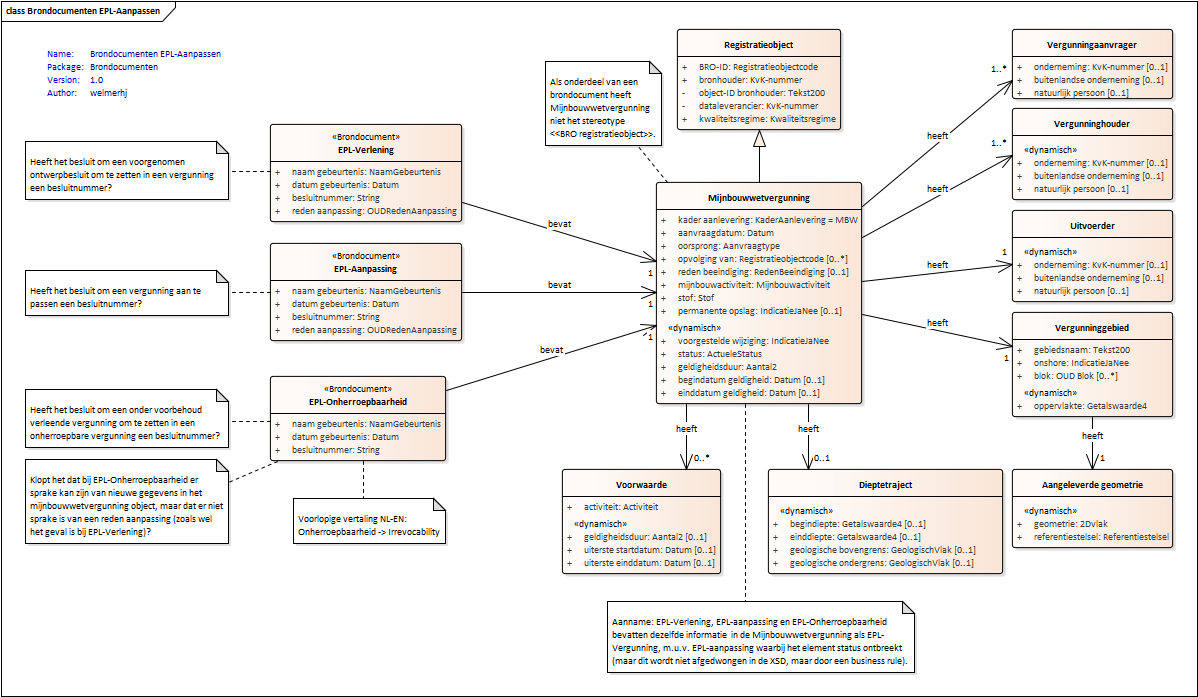 class Brondocumenten EPL-Aanpassen
Name: Brondocumenten EPL-Aanpassen
Package: Brondocumenten
Version: 1.0
Author: welmerhj
Heeft het besluit om een voorgenomen
ontwerpbesluit om te zetten in een vergunning
een besluitnummer?
«Brondocument»
EPL-Verlening
+ naam gebeurtenis: NaamGebeurtenis
+ datum gebeurtenis: Datum
+ besluitnummer: String
+ reden aanpassing: OUDRedenAanpassing
Heeft het besluit om een vergunning aan te
passen een besluitnummer?
«Brondocument»
EPL-Aanpassing
+ naam gebeurtenis: NaamGebeurtenis
+ datum gebeurtenis: Datum
+ besluitnummer: String
+ reden aanpassing: OUDRedenAanpassing
Heeft het besluit om een onder voorbehoud
verleende vergunning om te zetten in een
onherroepbare vergunning een besluitnummer?
«Brondocument»
EPL-Onherroepbaarheid
+ naam gebeurtenis: NaamGebeurtenis
+ datum gebeurtenis: Datum
+ besluitnummer: String
Klopt het dat bij EPL-Onherroepbaarheid er
sprake kan zijn van nieuwe gegevens in het
mijnbouwwetvergunning object, maar dat er niet
sprake is van een reden aanpassing (zoals wel
het geval is bij EPL-Verlening)?
Voorlopige vertaling NL-EN:
Onherroepbaarheid -> Irrevocability
bevat
1
bevat
1
bevat
1
Als onderdeel van een
brondocument heeft
Mijnbouwwetvergunning
niet het stereotype
<<BRO registratieobject>>.
Registratieobject
+ BRO-ID: Registratieobjectcode
+ bronhouder: KvK-nummer
- object-ID bronhouder: Tekst200
- dataleverancier: KvK-nummer
+ kwaliteitsregime: Kwaliteitsregime
Mijnbouwwetvergunning
+ kader aanlevering: KaderAanlevering = MBW
+ aanvraagdatum: Datum
+ oorsprong: Aanvraagtype
+ opvolging van: Registratieobjectcode [0..*]
+ reden beeindiging: RedenBeeindiging [0..1]
+ mijnbouwactiviteit: Mijnbouwactiviteit
+ stof: Stof
+ permanente opslag: IndicatieJaNee [0..1]
«dynamisch»
+ voorgestelde wijziging: IndicatieJaNee
+ status: ActueleStatus
+ geldigheidsduur: Aantal2
+ begindatum geldigheid: Datum [0..1]
+ einddatum geldigheid: Datum [0..1]
heeft
1..*
heeft
1..*
heeft
1
heeft
1
Vergunningaanvrager
+ onderneming: KvK-nummer [0..1]
+ buitenlandse onderneming [0..1]
+ natuurlijk persoon [0..1]
Vergunninghouder
«dynamisch»
+ onderneming: KvK-nummer [0..1]
+ buitenlandse onderneming [0..1]
+ natuurlijk persoon [0..1]
Uitvoerder
«dynamisch»
+ onderneming: KvK-nummer [0..1]
+ buitenlandse onderneming [0..1]
+ natuurlijk persoon [0..1]
Vergunninggebied
+ gebiedsnaam: Tekst200
+ onshore: IndicatieJaNee
+ blok: OUD Blok [0..*]
«dynamisch»
+ oppervlakte: Getalswaarde4
heeft
1
Aangeleverde geometrie
«dynamisch»
+ geometrie: 2Dvlak
+ referentiestelsel: Referentiestelsel
heeft
0..*
Voorwaarde
+ activiteit: Activiteit
«dynamisch»
+ geldigheidsduur: Aantal2 [0..1]
+ uiterste startdatum: Datum [0..1]
+ uiterste einddatum: Datum [0..1]
heeft
0..1
Dieptetraject
«dynamisch»
+ begindiepte: Getalswaarde4 [0..1]
+ einddiepte: Getalswaarde4 [0..1]
+ geologische bovengrens: GeologischVlak [0..1]
+ geologische ondergrens: GeologischVlak [0..1]
Aanname: EPL-Verlening, EPL-aanpassing en EPL-Onherroepbaarheid
bevatten dezelfde informatie in de Mijnbouwwetvergunning als EPL-
Vergunning, m.u.v. EPL-aanpassing waarbij het element status ontbreekt
(maar dit wordt niet afgedwongen in de XSD, maar door een business rule).